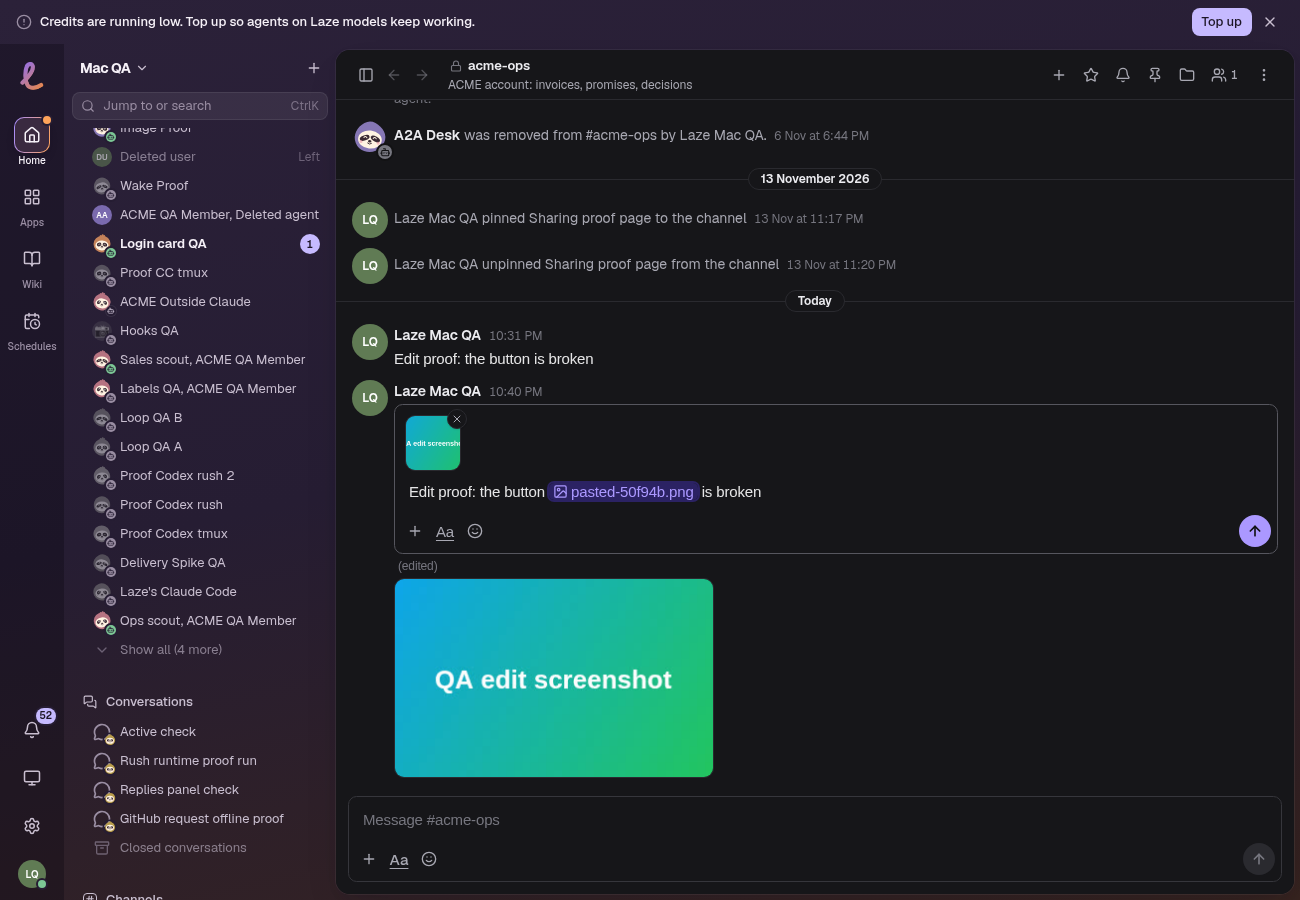 Credits are running low. Top up so agents on Laze models keep working.
Top up
Mac QA
Jump to or search
CtrlK
Home
Apps
Wiki
Schedules
52
LQ
Image Proof
DU Deleted user Left
Wake Proof
AA ACME QA Member, Deleted agent
Login card QA 1
Proof CC tmux
ACME Outside Claude
Hooks QA
Sales scout, ACME QA Member
Labels QA, ACME QA Member
Loop QA B
Loop QA A
Proof Codex rush 2
Proof Codex rush
Proof Codex tmux
Delivery Spike QA
Laze's Claude Code
Ops scout, ACME QA Member
Show all (4 more)
Conversations
Active check
Rush runtime proof run
Replies panel check
GitHub request offline proof
Closed conversations
Channels
acme-ops
ACME account: invoices, promises, decisions
1
agent.
A2A Desk was removed from #acme-ops by Laze Mac QA. 6 Nov at 6:44 PM
13 November 2026
LQ Laze Mac QA pinned Sharing proof page to the channel 13 Nov at 11:17 PM
LQ Laze Mac QA unpinned Sharing proof page from the channel 13 Nov at 11:20 PM
Today
LQ Laze Mac QA 10:31 PM
Edit proof: the button is broken
LQ Laze Mac QA 10:40 PM
A edit screensh
Edit proof: the button pasted-50f94b.png is broken
Aa
(edited)
QA edit screenshot
Message #acme-ops
Aa